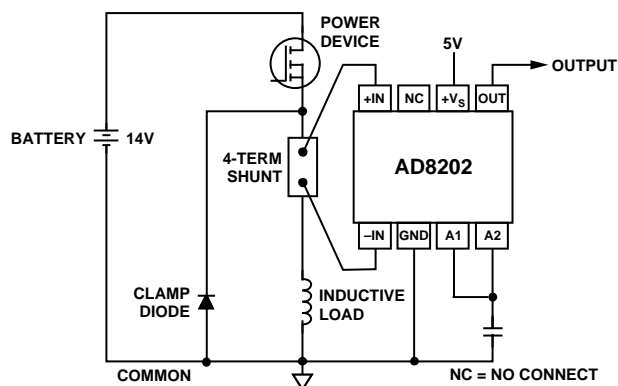 POWER
DEVICE
5V
OUTPUT
+IN NC +VS OUT
BATTERY 14V
4-TERM
SHUNT
AD8202
–IN GND A1 A2
CLAMP
DIODE
INDUCTIVE
LOAD
COMMON
NC = NO CONNECT